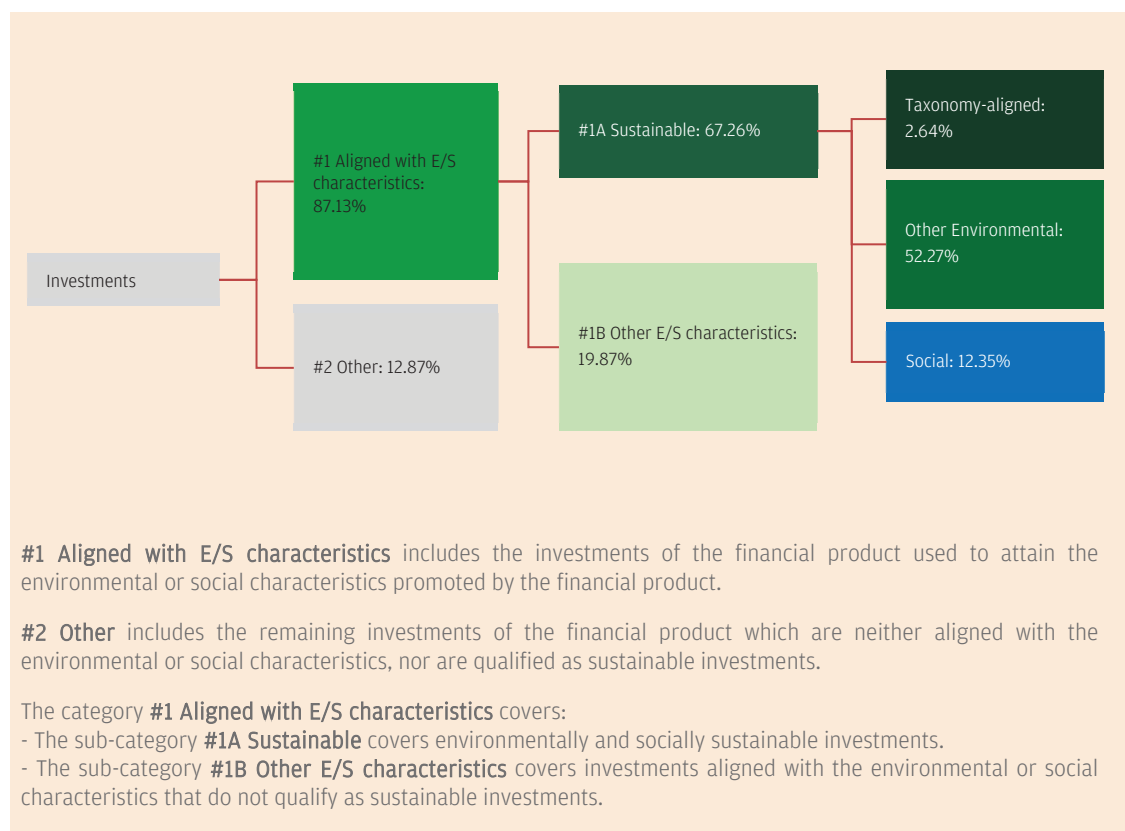 Investments
#1 Aligned with E/S
characteristics:
87.13%
#2 Other: 12.87%
#1A Sustainable: 67.26%
#1B Other E/S characteristics:
19.87%
Taxonomy-aligned:
2.64%
Other Environmental:
52.27%
Social: 12.35%
#1 Aligned with E/S characteristics includes the investments of the financial product used to attain the
environmental or social characteristics promoted by the financial product.
#2 Other includes the remaining investments of the financial product which are neither aligned with the
environmental or social characteristics, nor are qualified as sustainable investments.
The category #1 Aligned with E/S characteristics covers:
- The sub-category #1A Sustainable covers environmentally and socially sustainable investments.
- The sub-category #1B Other E/S characteristics covers investments aligned with the environmental or social
characteristics that do not qualify as sustainable investments.